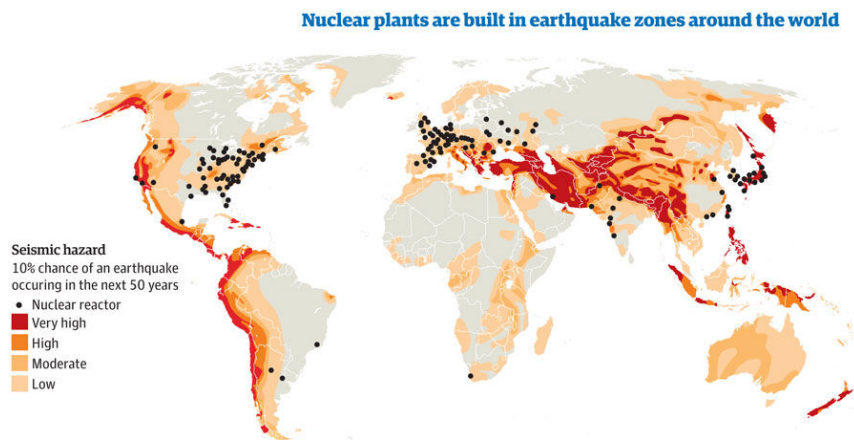 Nuclear plants are built in earthquake zones around the world
Seismic hazard
10% chance of an earthquake
occuring in the next 50 years
Nuclear reactor
Very high
High
Moderate
Low